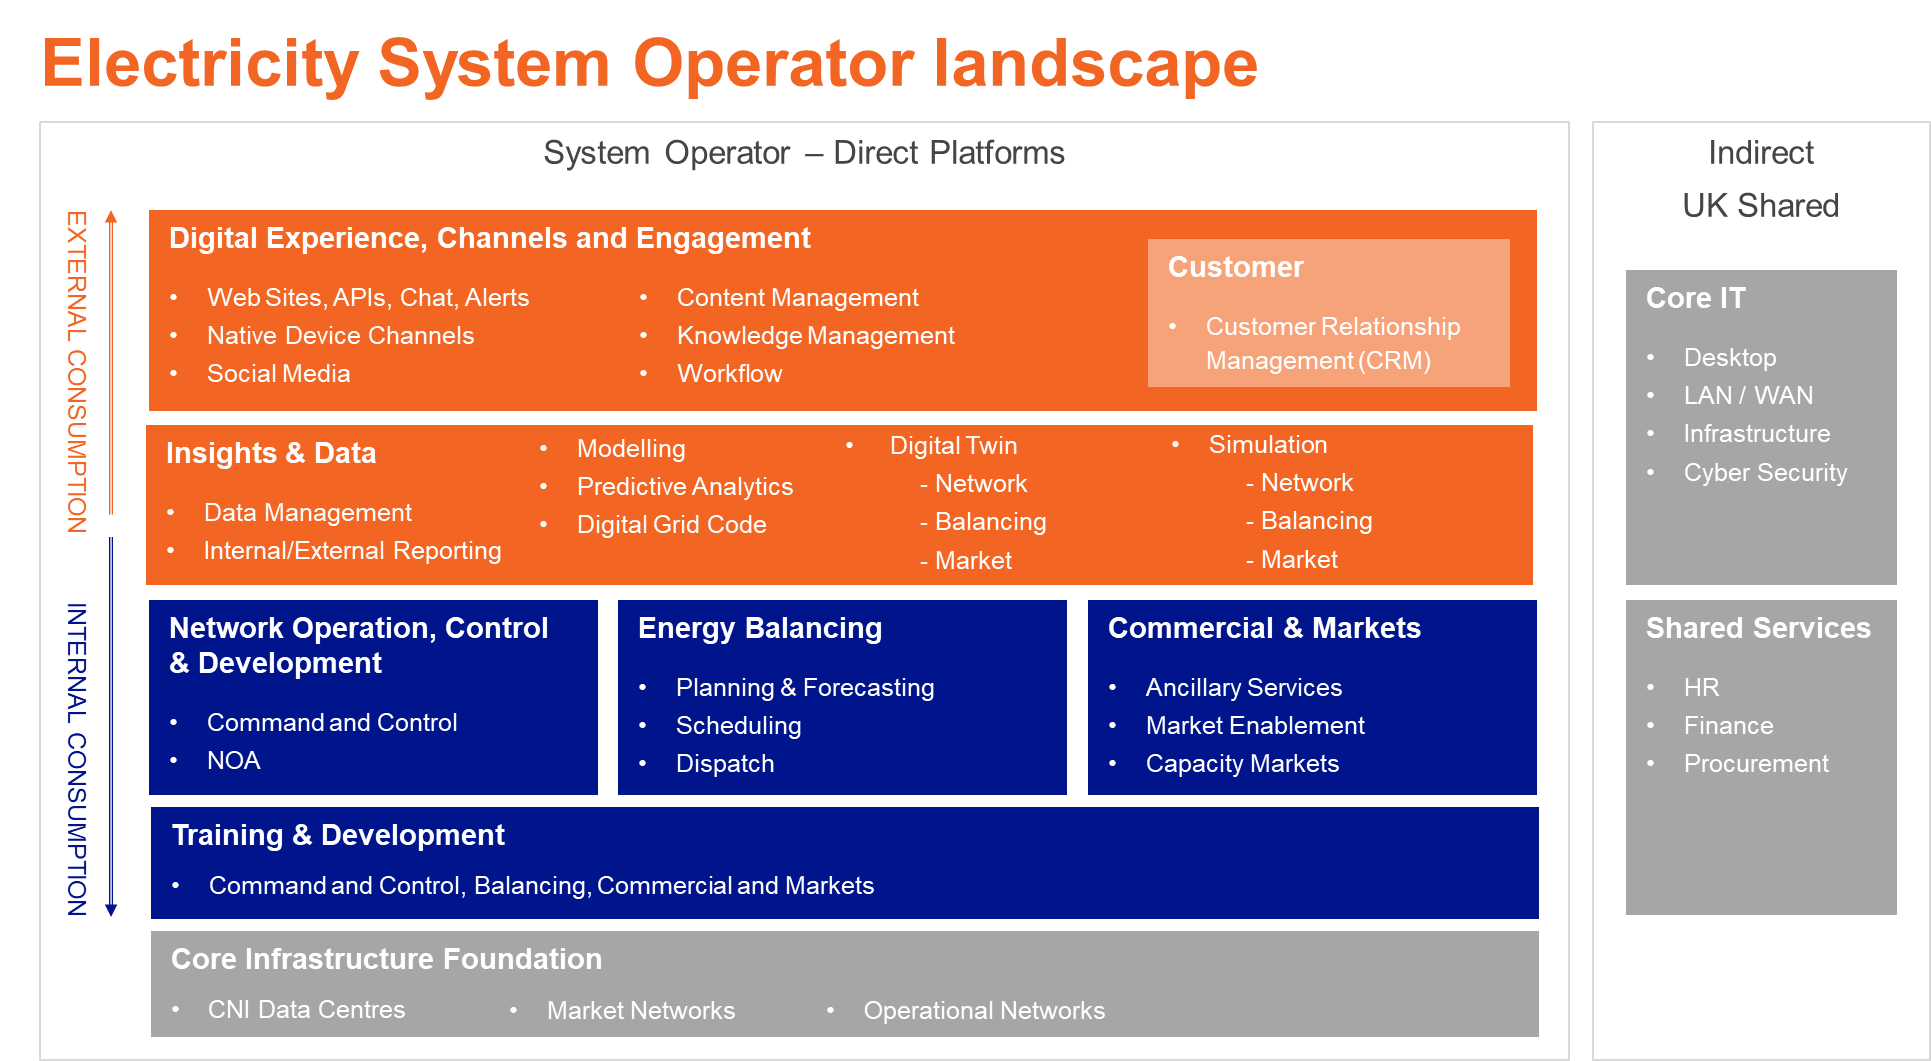 Electricity System Operator landscape
System Operator – Direct Platforms
EXTERNAL CONSUMPTION
INTERNAL CONSUMPTION
Digital Experience, Channels and Engagement
• Web Sites, APIs, Chat, Alerts
• Native Device Channels
• Social Media
• Content Management
• Knowledge Management
• Workflow
Customer
• Customer Relationship
Management (CRM)
Insights & Data
• Data Management
• Internal/External Reporting
• Modelling
• Predictive Analytics
• Digital Grid Code
• Digital Twin
- Network
- Balancing
- Market
• Simulation
- Network
- Balancing
- Market
Network Operation, Control
& Development
• Command and Control
• NOA
Energy Balancing
• Planning & Forecasting
• Scheduling
• Dispatch
Commercial & Markets
• Ancillary Services
• Market Enablement
• Capacity Markets
Training & Development
• Command and Control, Balancing, Commercial and Markets
Core Infrastructure Foundation
• CNI Data Centres
• Market Networks
• Operational Networks
Indirect
UK Shared
Core IT
• Desktop
• LAN / WAN
• Infrastructure
• Cyber Security
Shared Services
• HR
• Finance
• Procurement